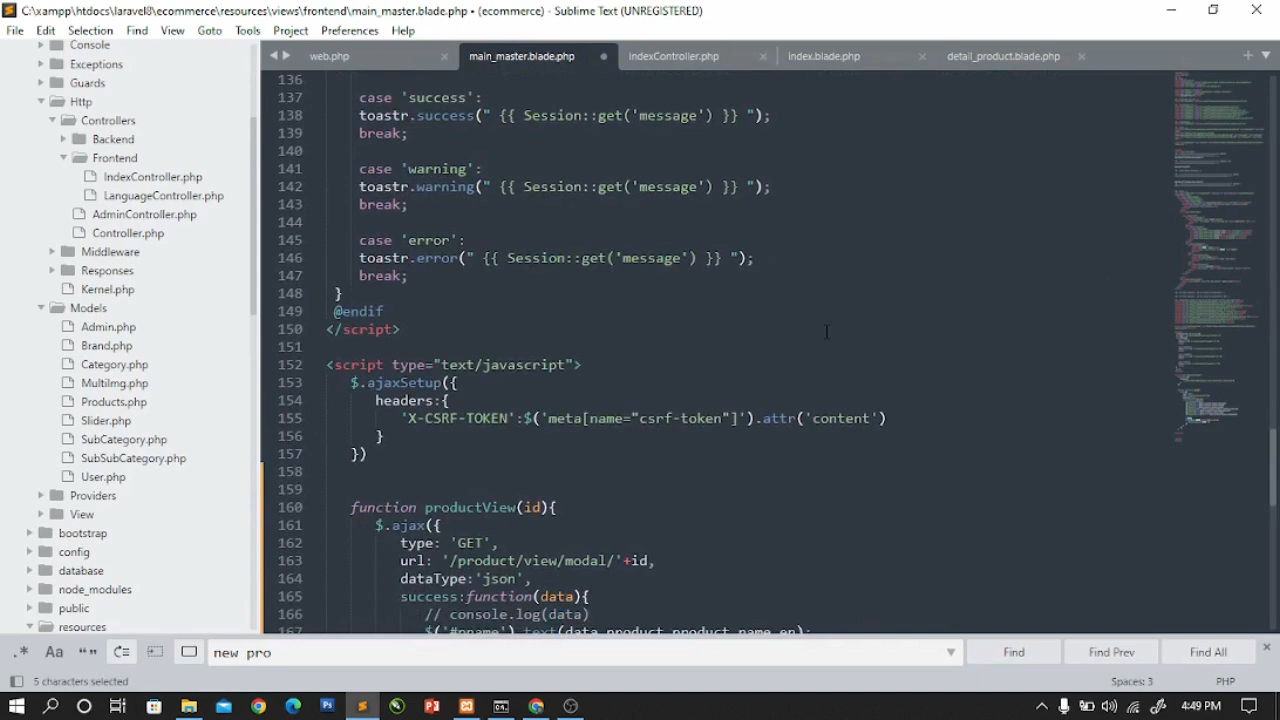 C:\xampp\htdocs\laravel8\ecommerce\resources\views\frontend\main_master.blade.php • (ecommerce) - Sublime Text (UNREGISTERED)
File Edit Selection Find View Goto Tools Project Preferences Help
Console
Exceptions
Guards
Http
Controllers
Backend
Frontend
IndexController.php
LanguageController.php
AdminController.php
Controller.php
Middleware
Responses
Kernel.php
Models
Admin.php
Brand.php
Category.php
MultiImg.php
Products.php
Slider.php
SubCategory.php
SubSubCategory.php
User.php
Providers
View
bootstrap
config
database
node_modules
public
resources
web.php main_master.blade.php IndexController.php index.blade.php detail_product.blade.php
136
137 case 'success':
138 toastr.success(" {{ Session::get('message') }} ");
139 break;
140
141 case 'warning':
142 toastr.warning(" {{ Session::get('message') }} ");
143 break;
144
145 case 'error':
146 toastr.error(" {{ Session::get('message') }} ");
147 break;
148 }
149 @endif
150 </script>
151
152 <script type="text/javascript">
153 $.ajaxSetup({
154 headers:{
155 'X-CSRF-TOKEN':$('meta[name="csrf-token"]').attr('content')
156 }
157 })
158
159
160 function productView(id){
161 $.ajax({
162 type: 'GET',
163 url: '/product/view/modal/'+id,
164 dataType:'json',
165 success:function(data){
166 // console.log(data)
167 $('#pname').text(data.product.product_name_en);
.* Aa “” new pro Find Find Prev Find All
5 characters selected Spaces: 3 PHP
4:49 PM